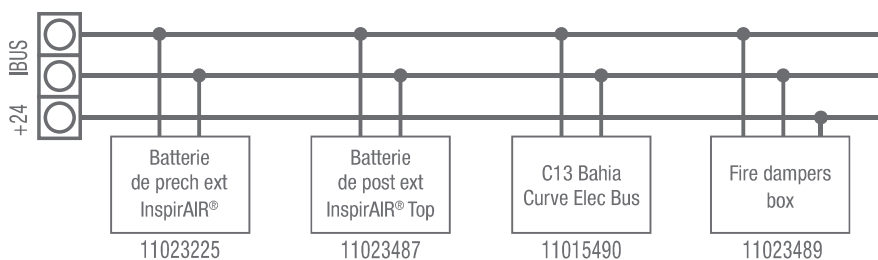 IBUS
+24
Batterie
de prech ext
InspirAIR®
11023225
Batterie
de post ext
InspirAIR® Top
11023487
C13 Bahia
Curve Elec Bus
11015490
Fire dampers
box
11023489